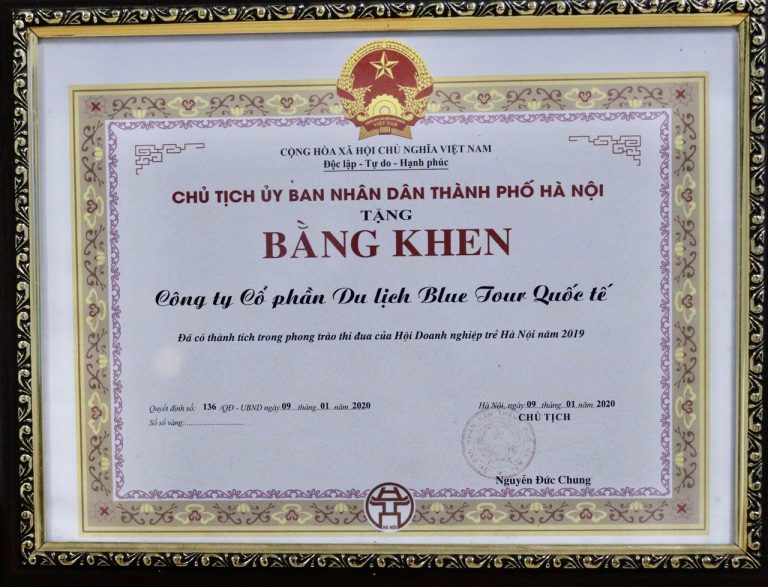 VIỆT NAM
CỘNG HÒA XÃ HỘI CHỦ NGHĨA VIỆT NAM
Độc lập - Tự do - Hạnh phúc
CHỦ TỊCH ỦY BAN NHÂN DÂN THÀNH PHỐ HÀ NỘI
TẶNG
BẰNG KHEN
Công ty Cổ phần Du lịch Blue Tour Quốc tế
Đã có thành tích trong phong trào thi đua của Hội Doanh nghiệp trẻ Hà Nội năm 2019
Quyết định số: 136 /QĐ - UBND ngày 09 tháng 01 năm 2020
Hà Nội, ngày 09 tháng 01 năm 2020
Số sổ vàng:
CHỦ TỊCH
Nguyễn Đức Chung
HÀ NỘI